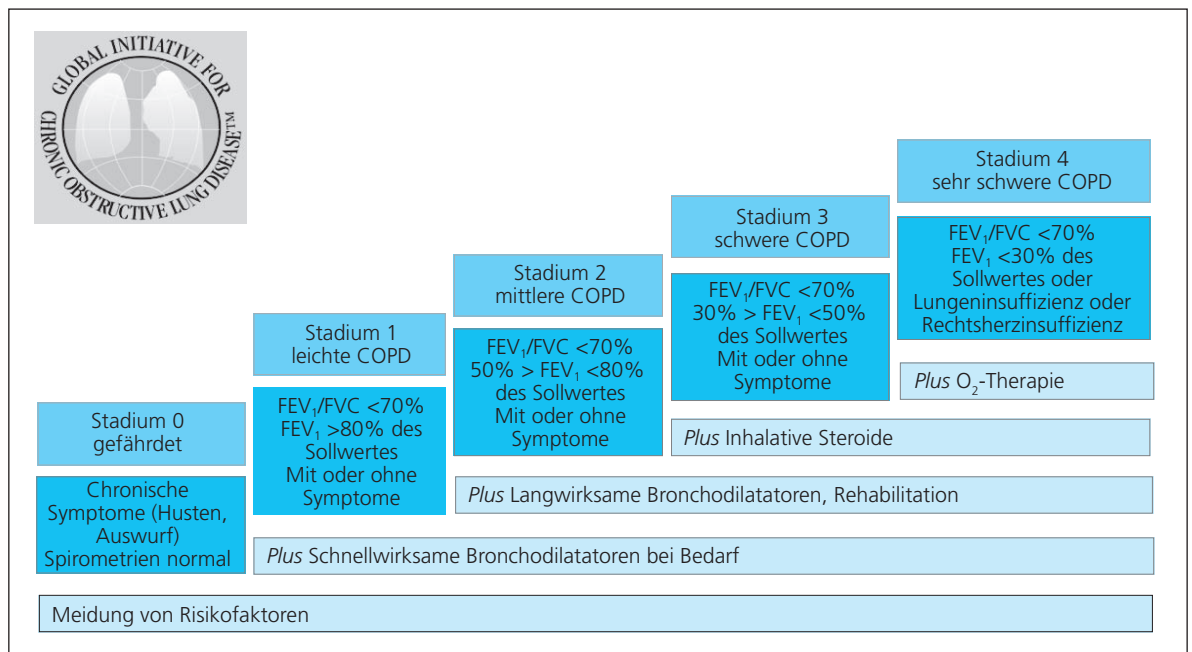 GLOBAL INITIATIVE FOR
CHRONIC OBSTRUCTIVE LUNG DISEASE™
Stadium 0
gefährdet
Chronische
Symptome (Husten,
Auswurf)
Spirometrien normal
Stadium 1
leichte COPD
FEV₁/FVC <70%
FEV₁ >80% des
Sollwertes
Mit oder ohne
Symptome
Stadium 2
mittlere COPD
FEV₁/FVC <70%
50% > FEV₁ <80%
des Sollwertes
Mit oder ohne
Symptome
Stadium 3
schwere COPD
FEV₁/FVC <70%
30% > FEV₁ <50%
des Sollwertes
Mit oder ohne
Symptome
Stadium 4
sehr schwere COPD
FEV₁/FVC <70%
FEV₁ <30% des
Sollwertes oder
Lungeninsuffizienz oder
Rechtsherzinsuffizienz
Plus O₂-Therapie
Plus Inhalative Steroide
Plus Langwirksame Bronchodilatatoren, Rehabilitation
Plus Schnellwirksame Bronchodilatatoren bei Bedarf
Meidung von Risikofaktoren